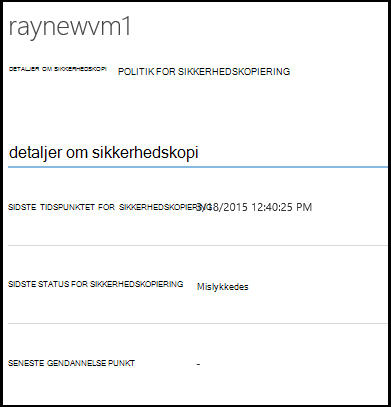 raynewvm1
DETALJER OM SIKKERHEDSKOPI POLITIK FOR SIKKERHEDSKOPIERING
detaljer om sikkerhedskopi
SIDSTE TIDSPUNKTET FOR SIKKERHEDSKOPIERING 3/18/2015 12:40:25 PM
SIDSTE STATUS FOR SIKKERHEDSKOPIERING Mislykkedes
SENESTE GENDANNELSE PUNKT -